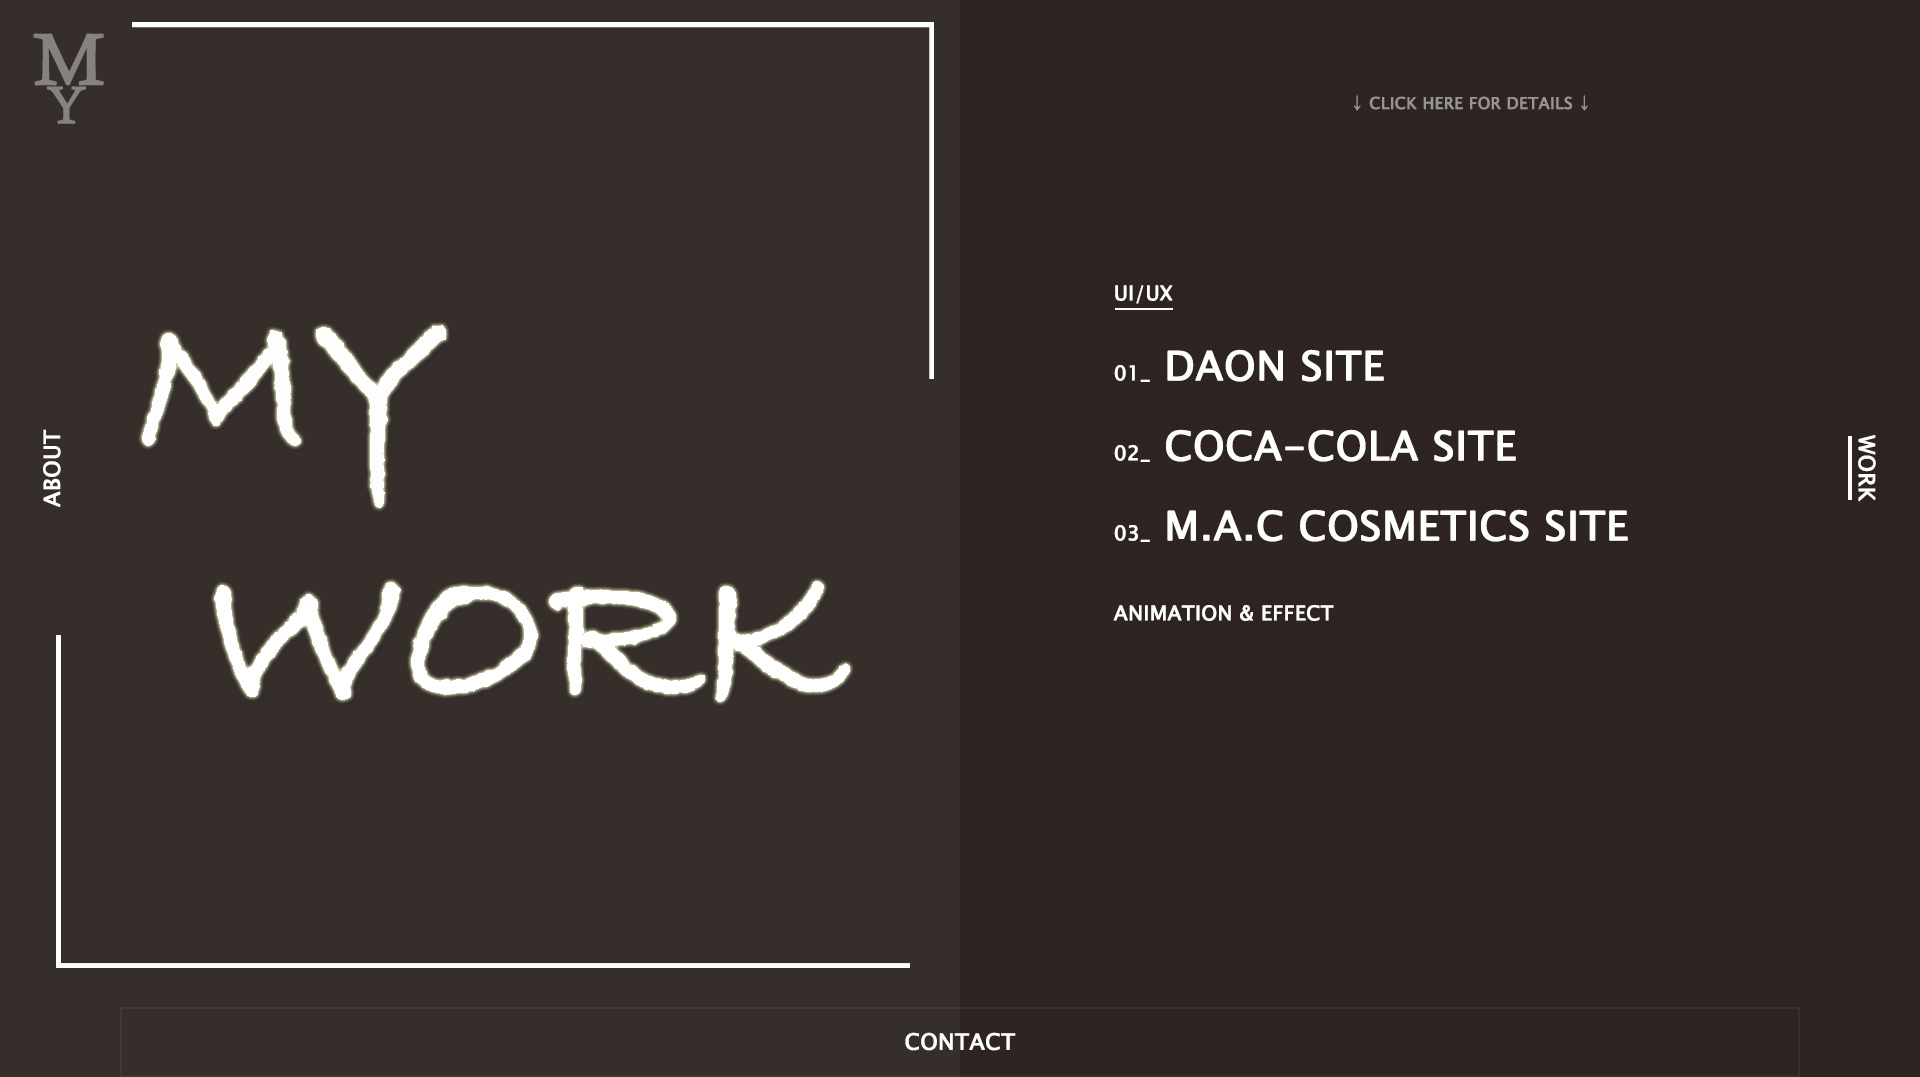 M
Y
MY
WORK
ABOUT
↓ CLICK HERE FOR DETAILS ↓
UI/UX
01_ DAON SITE
02_ COCA-COLA SITE
03_ M.A.C COSMETICS SITE
ANIMATION & EFFECT
WORK
CONTACT